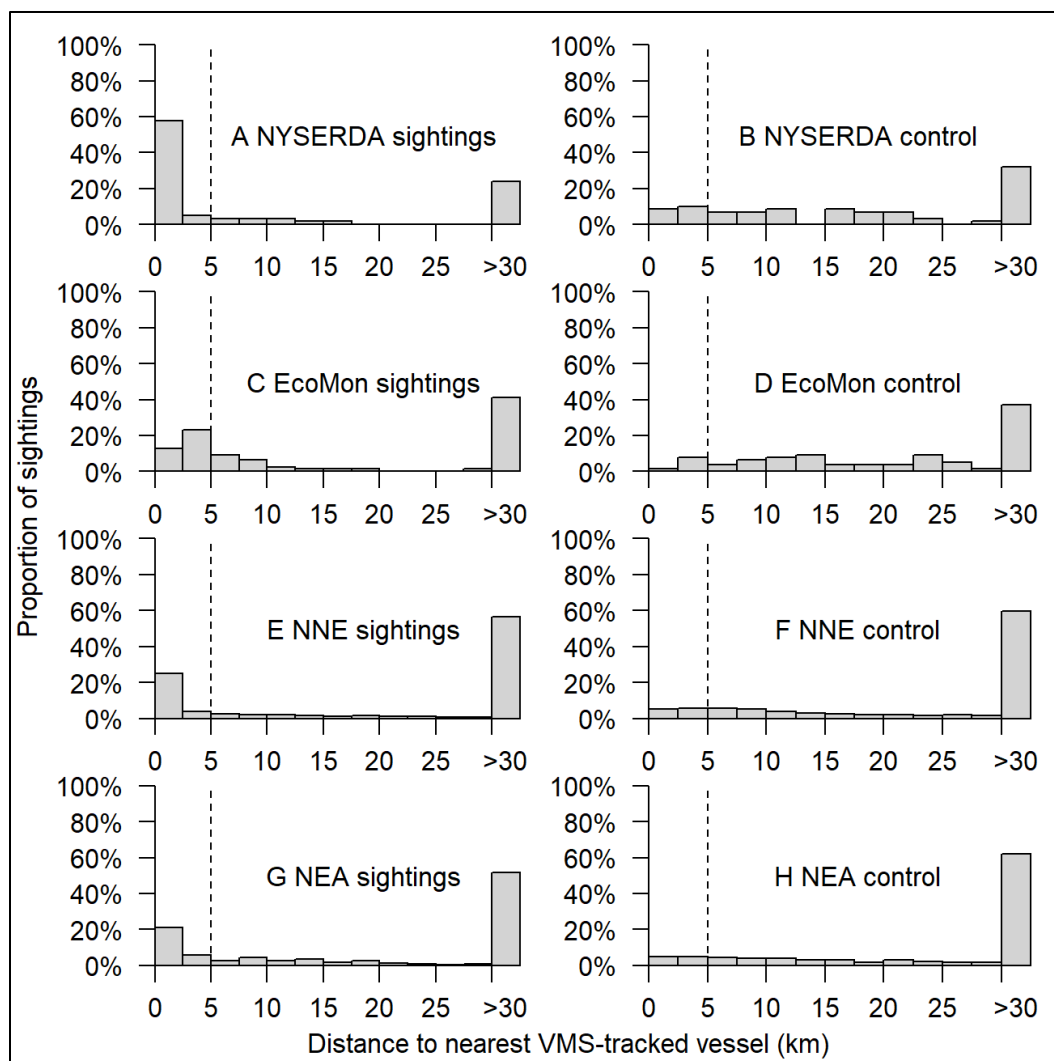 Proportion of sightings
100%
80%
60%
40%
20%
0%
A NYSERDA sightings
0 5 10 15 20 25 >30
100%
80%
60%
40%
20%
0%
B NYSERDA control
0 5 10 15 20 25 >30
100%
80%
60%
40%
20%
0%
C EcoMon sightings
0 5 10 15 20 25 >30
100%
80%
60%
40%
20%
0%
D EcoMon control
0 5 10 15 20 25 >30
100%
80%
60%
40%
20%
0%
E NNE sightings
0 5 10 15 20 25 >30
100%
80%
60%
40%
20%
0%
F NNE control
0 5 10 15 20 25 >30
100%
80%
60%
40%
20%
0%
G NEA sightings
0 5 10 15 20 25 >30
100%
80%
60%
40%
20%
0%
H NEA control
0 5 10 15 20 25 >30
Distance to nearest VMS-tracked vessel (km)